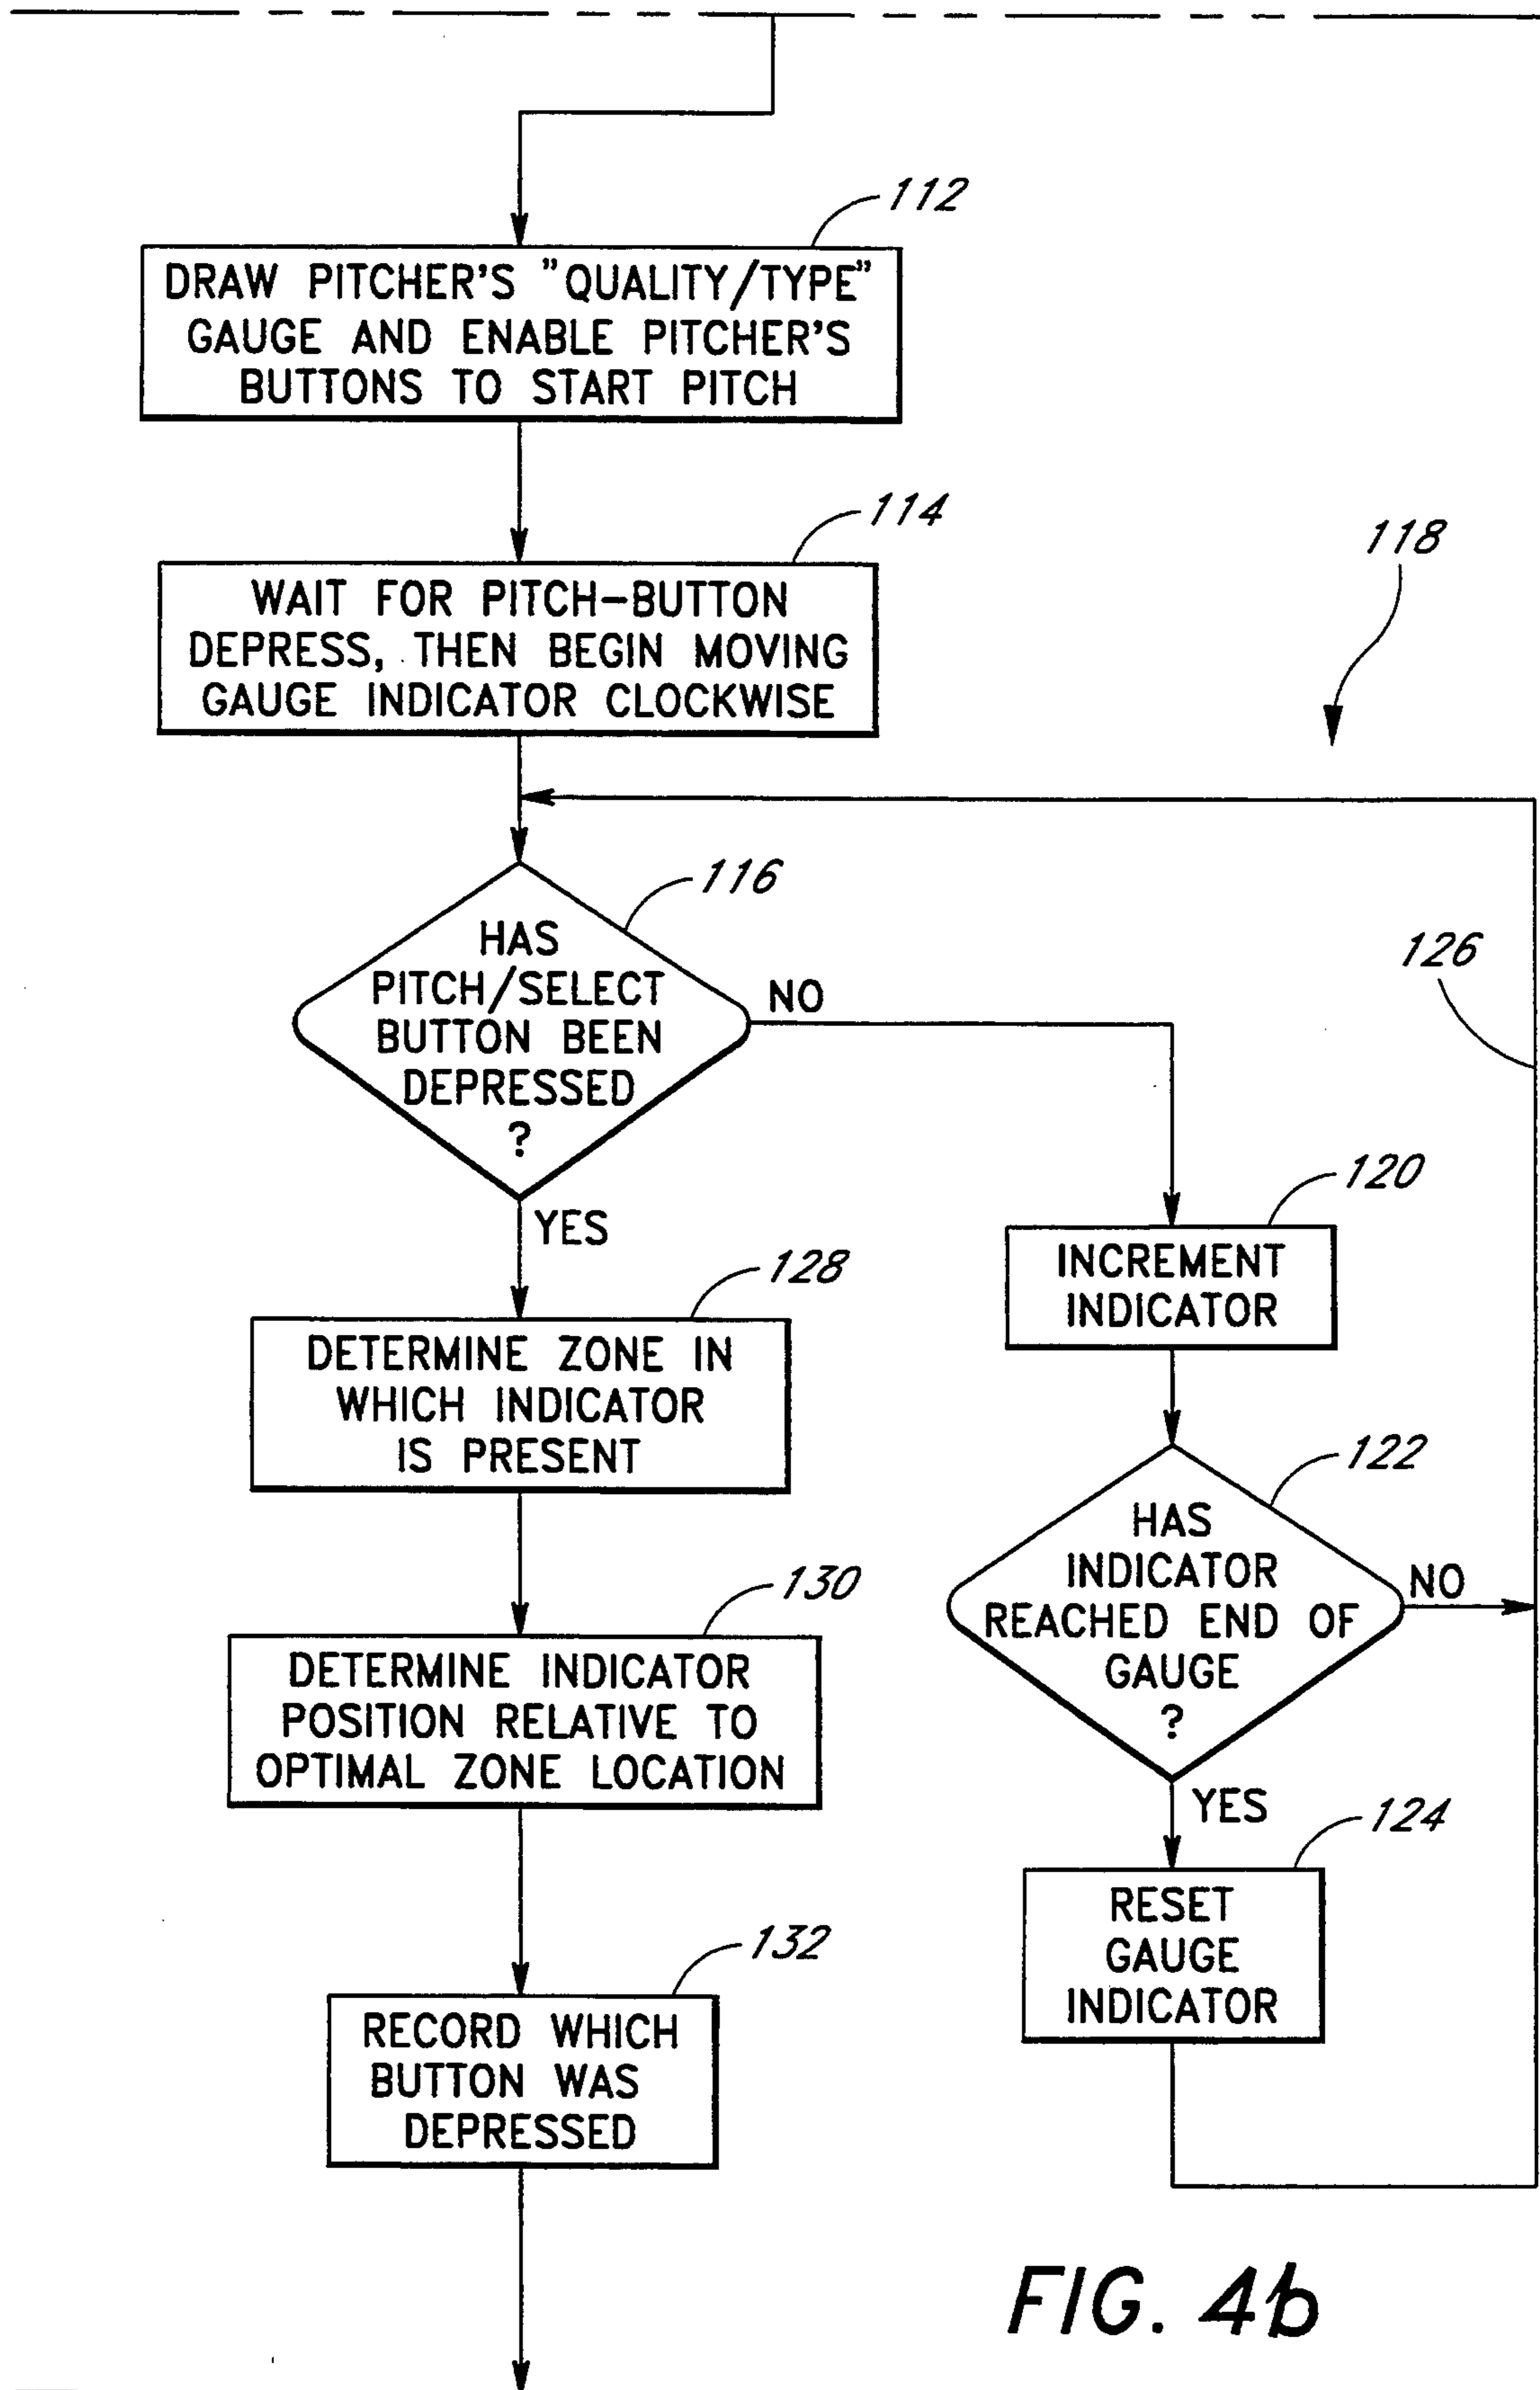 112
DRAW PITCHER'S "QUALITY/TYPE"
GAUGE AND ENABLE PITCHER'S
BUTTONS TO START PITCH
114
WAIT FOR PITCH-BUTTON
DEPRESS, THEN BEGIN MOVING
GAUGE INDICATOR CLOCKWISE
118
116
HAS
PITCH/SELECT
BUTTON BEEN
DEPRESSED
?
NO
YES
126
120
INCREMENT
INDICATOR
128
DETERMINE ZONE IN
WHICH INDICATOR
IS PRESENT
122
HAS
INDICATOR
REACHED END OF
GAUGE
?
NO
YES
130
DETERMINE INDICATOR
POSITION RELATIVE TO
OPTIMAL ZONE LOCATION
124
RESET
GAUGE
INDICATOR
132
RECORD WHICH
BUTTON WAS
DEPRESSED
FIG. 4b